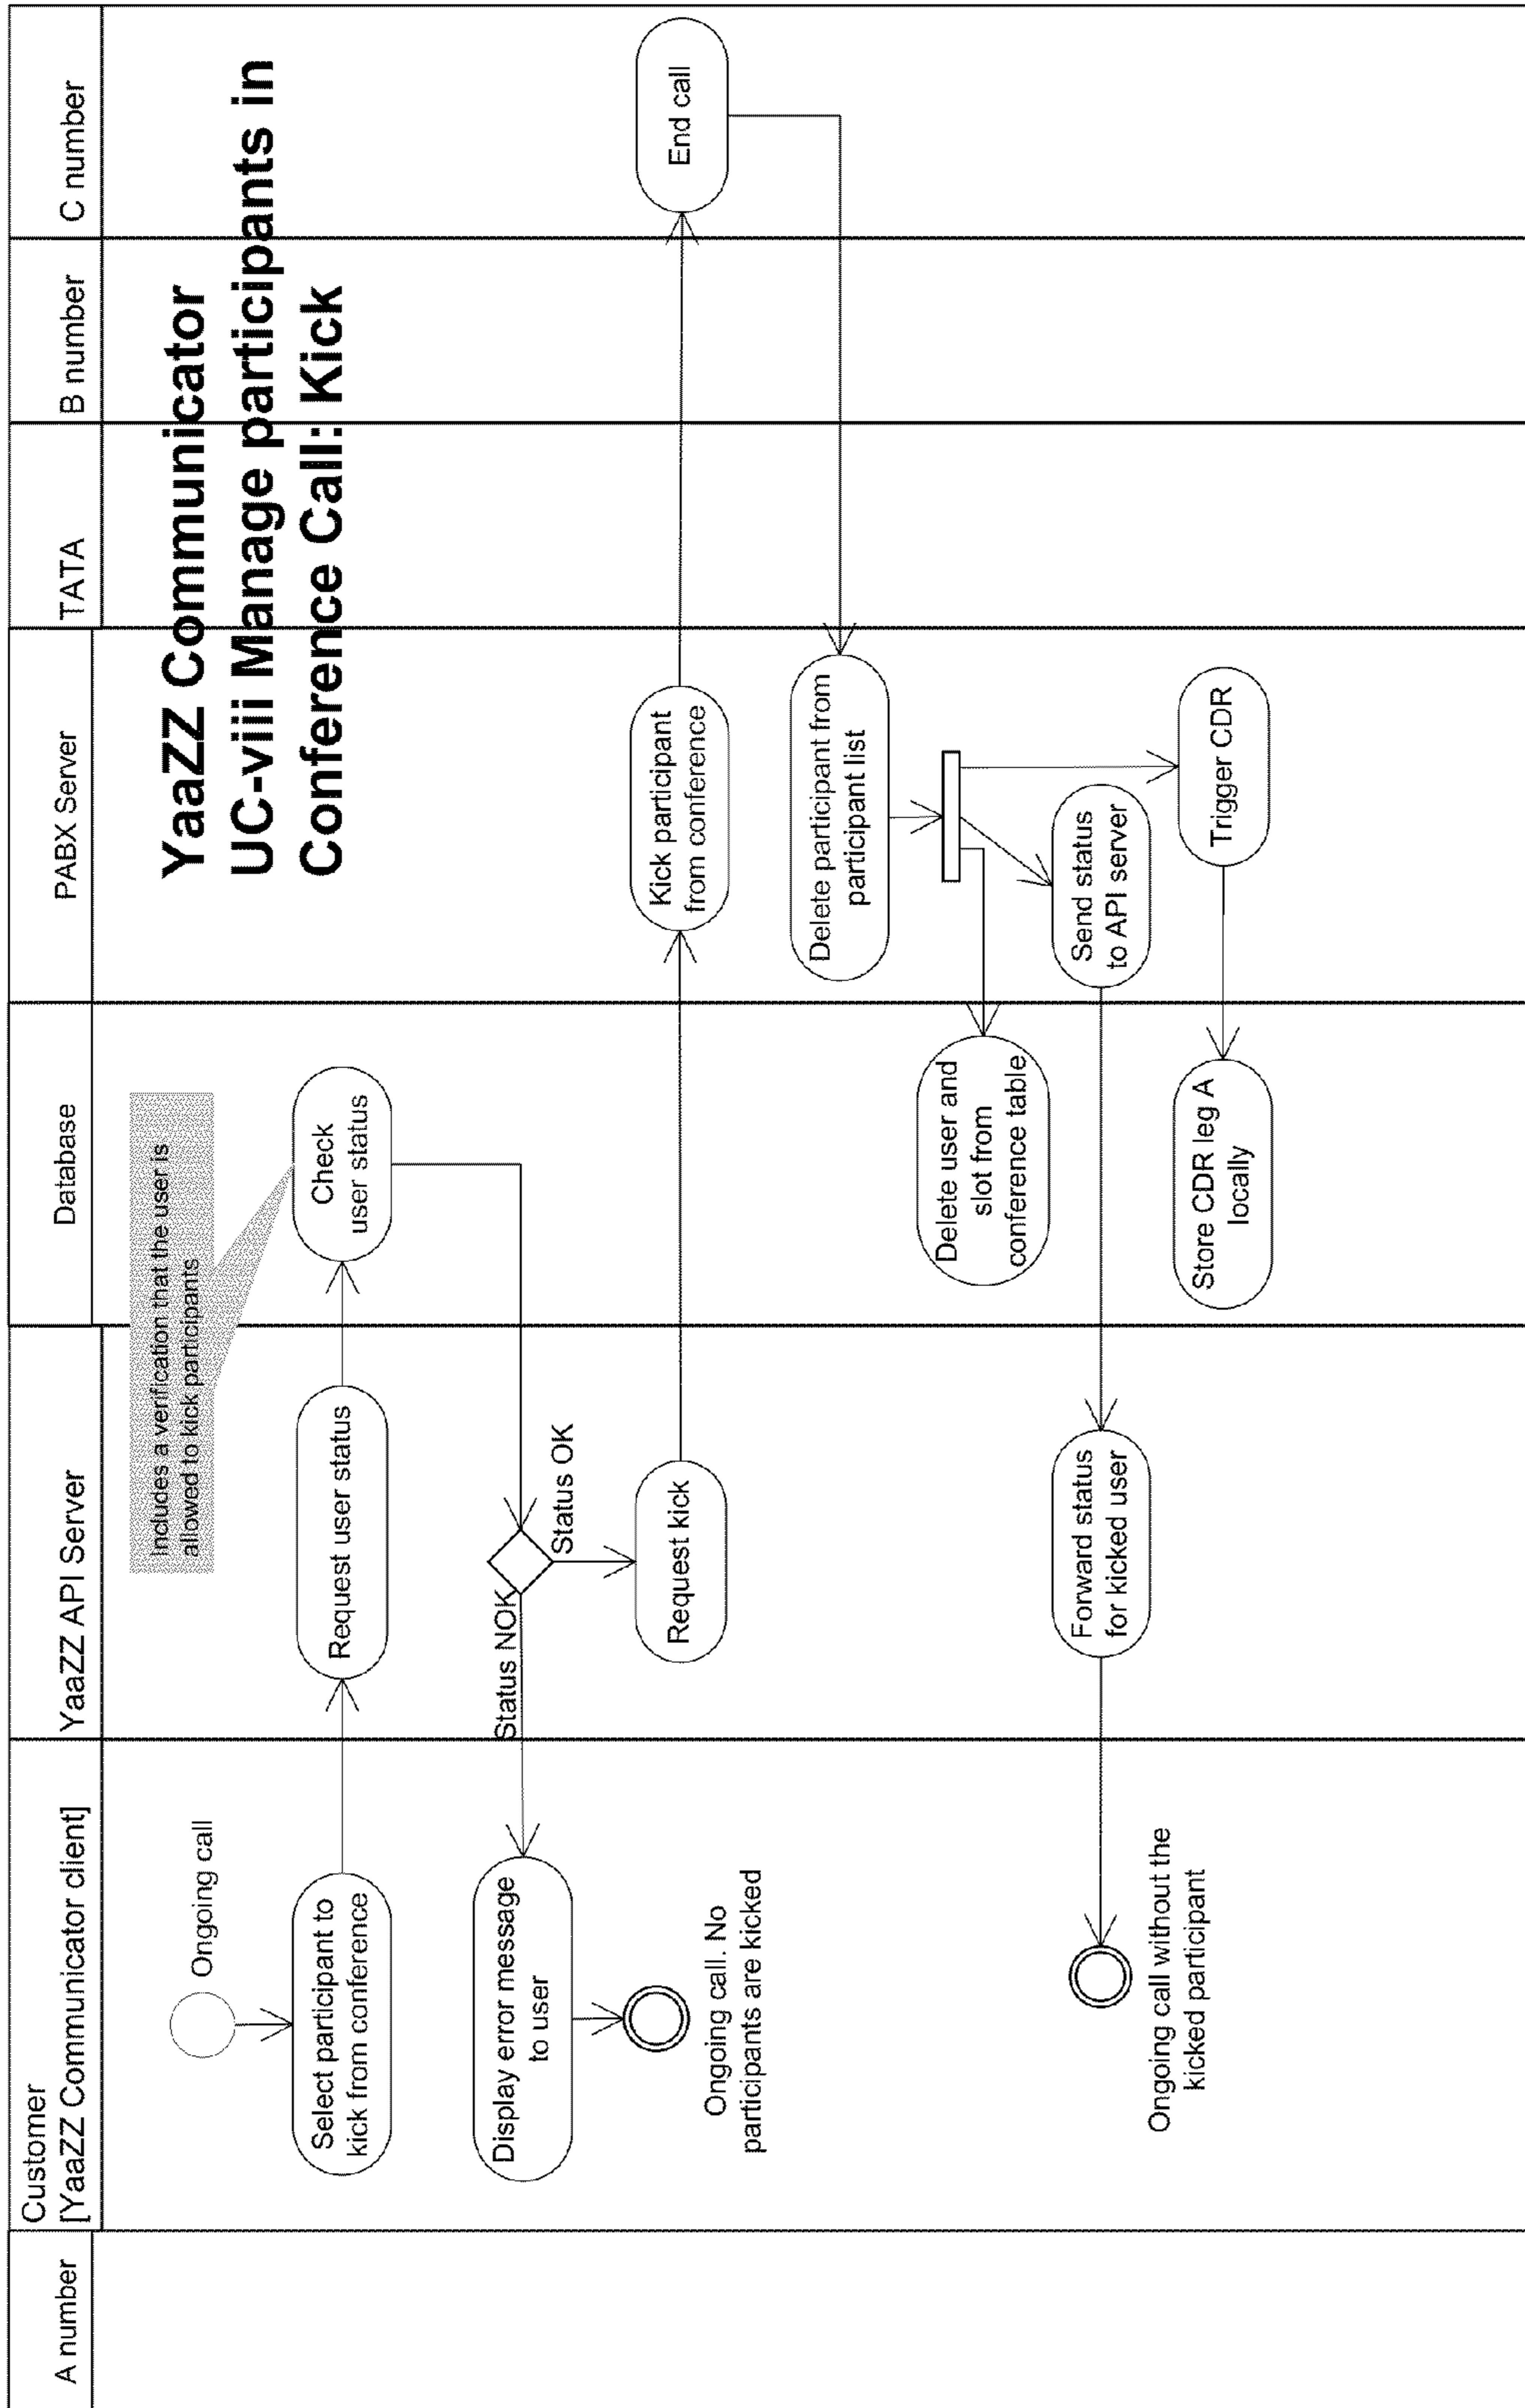 A number
Customer
[YaaZZ Communicator client]
YaaZZ API Server
Database
PABX Server
TATA
B number
C number
YaaZZ Communicator
UC-viii Manage participants in
Conference Call: Kick
Includes a verification that the user is
allowed to kick participants
Ongoing call
Select participant to
kick from conference
Request user status
Check
user status
Status NOK
Status OK
Display error message
to user
Request kick
Kick participant
from conference
End call
Ongoing call. No
participants are kicked
Delete participant from
participant list
Delete user and
slot from
conference table
Send status
to API server
Forward status
for kicked user
Ongoing call without the
kicked participant
Trigger CDR
Store CDR leg A
locally